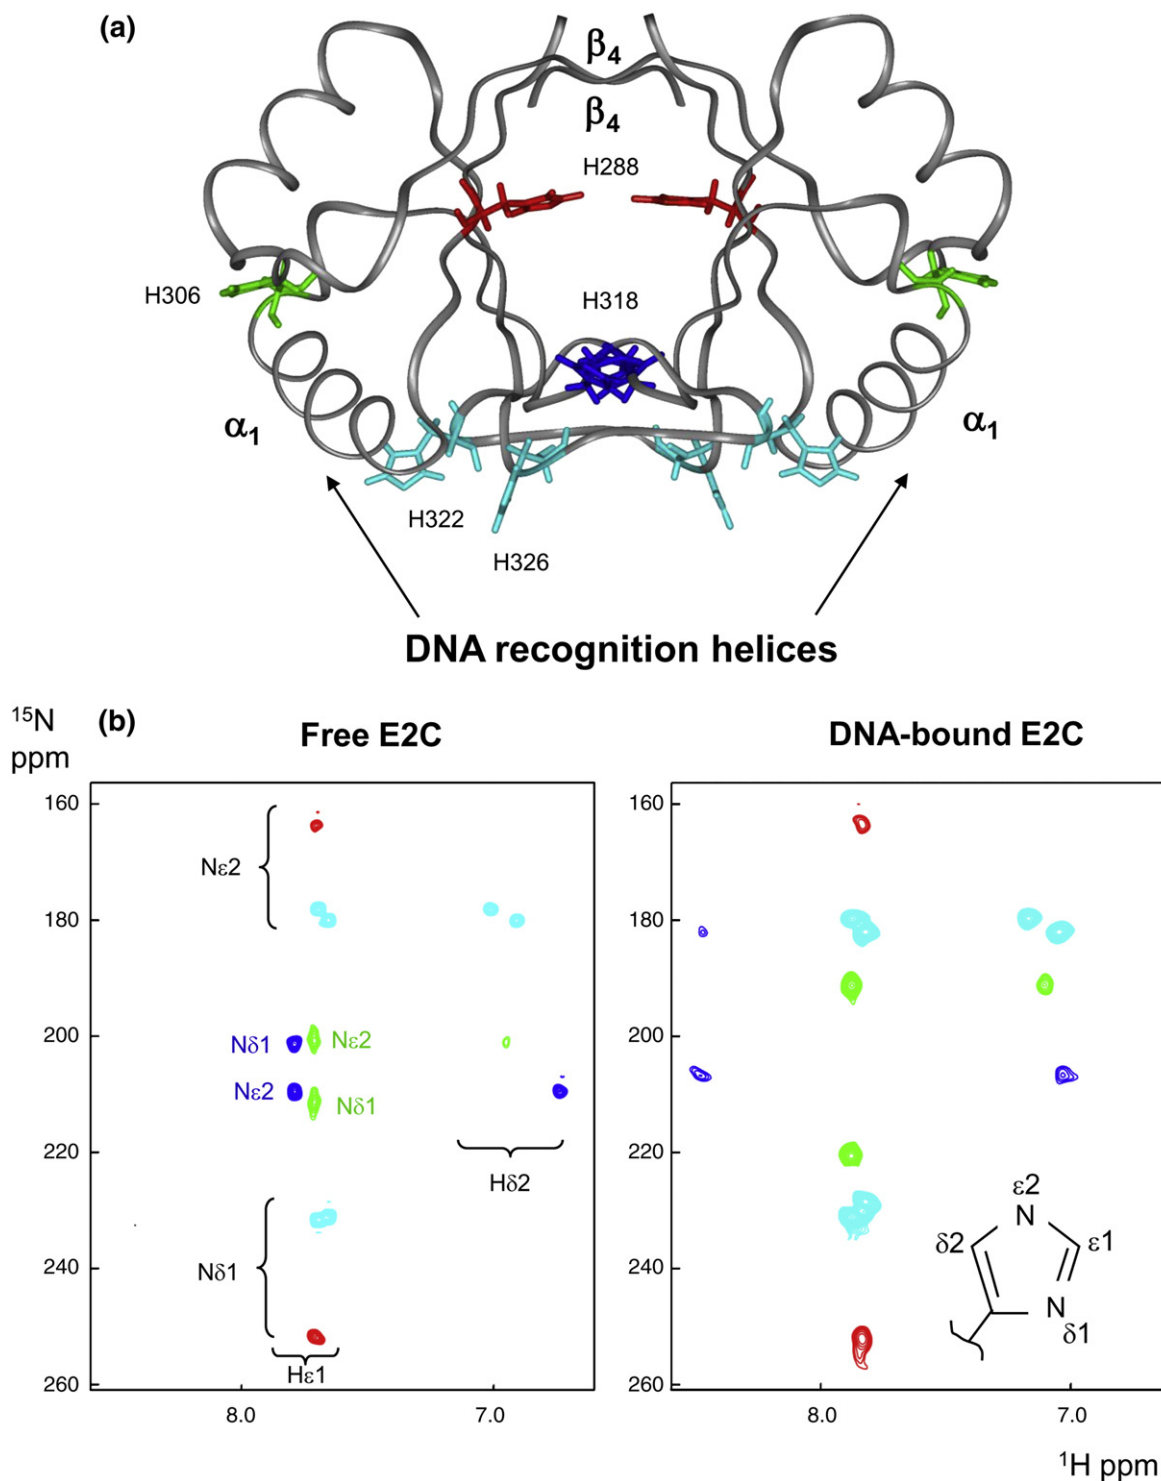 (a)
β4
β4
H288
H306
H318
α1
α1
H322
H326
DNA recognition helices
15N
ppm
(b)
Free E2C
DNA-bound E2C
160
180
200
220
240
260
Nε2
Nδ1
Nε2
Nε2
Nδ1
Hδ2
Nδ1
Hε1
8.0
7.0
160
180
200
220
240
260
ε2
N
δ2
ε1
N
δ1
8.0
7.0
1H ppm